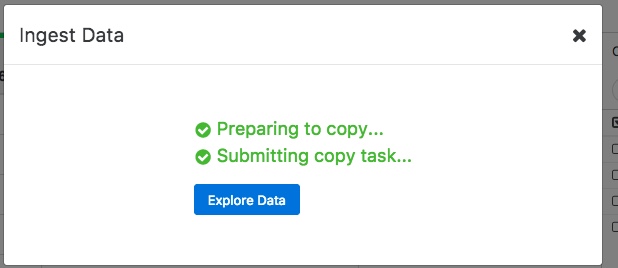 Ingest Data
Preparing to copy...
Submitting copy task...
Explore Data